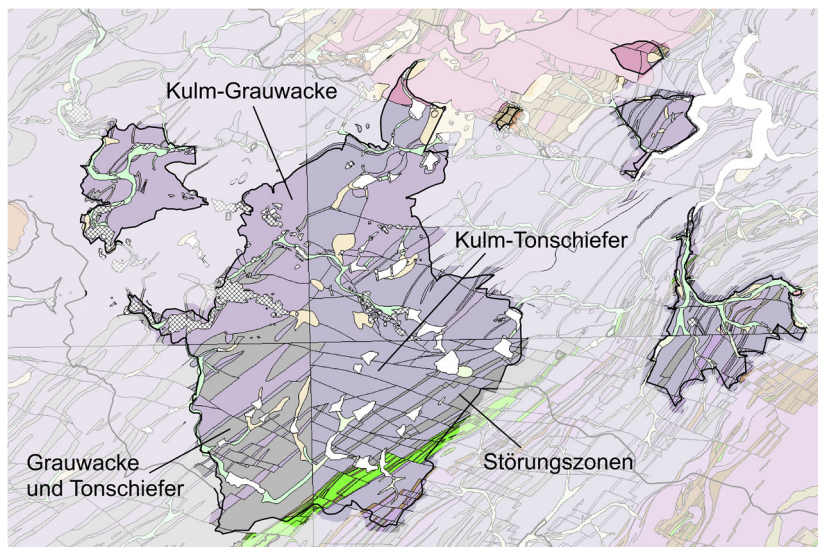 Kulm-Grauwacke
Kulm-Tonschiefer
Grauwacke
und Tonschiefer
Störungszonen